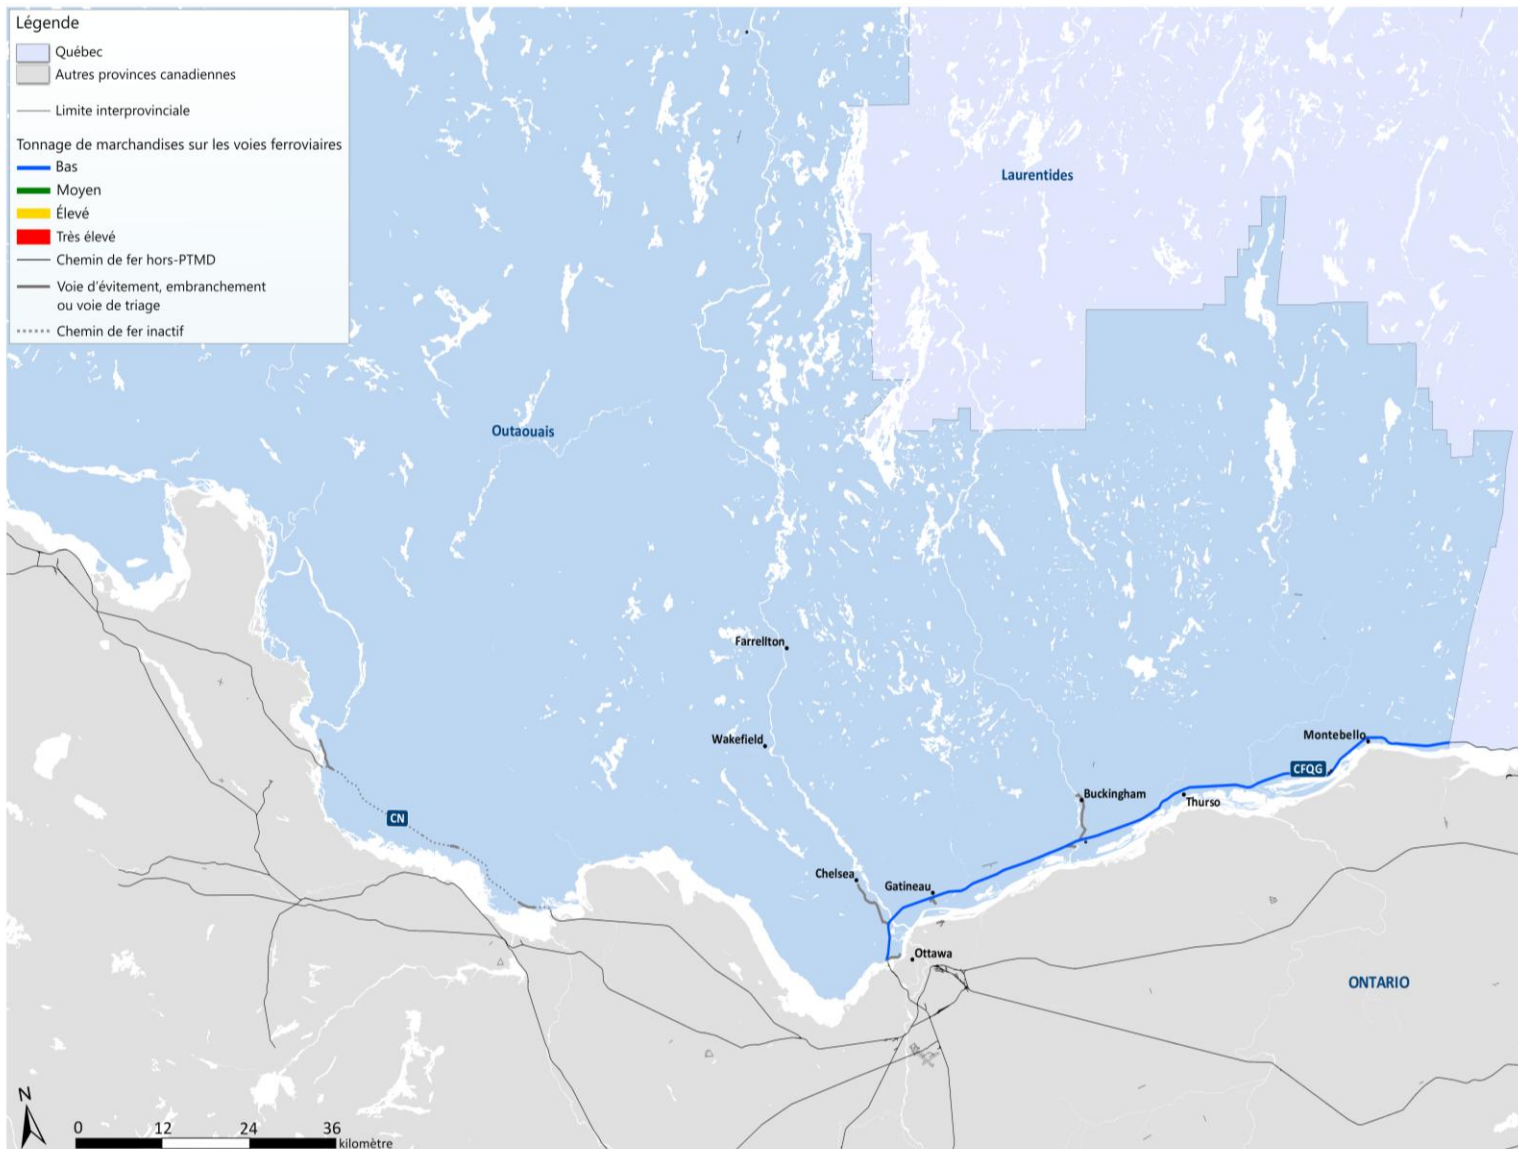 Légende
Québec
Autres provinces canadiennes
Limite interprovinciale
Tonnage de marchandises sur les voies ferroviaires
Bas
Moyen
Élevé
Très élevé
Chemin de fer hors-PTMD
Voie d'évitement, embranchement
ou voie de triage
Chemin de fer inactif
Laurentides
Outaouais
Farrellton
Wakefield
Montebello
CFQG
Buckingham
Thurso
CN
Chelsea
Gatineau
Ottawa
ONTARIO
N
0 12 24 36
kilomètre